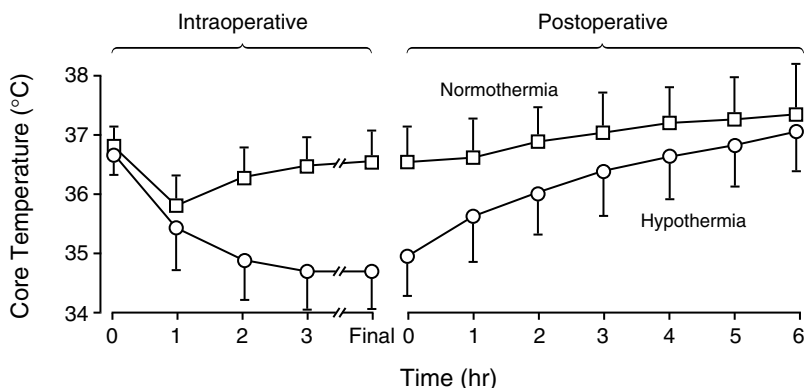 Intraoperative
Postoperative
Core Temperature (°C)
38
37
36
35
34
Normothermia
Hypothermia
0 1 2 3 Final 0 1 2 3 4 5 6
Time (hr)